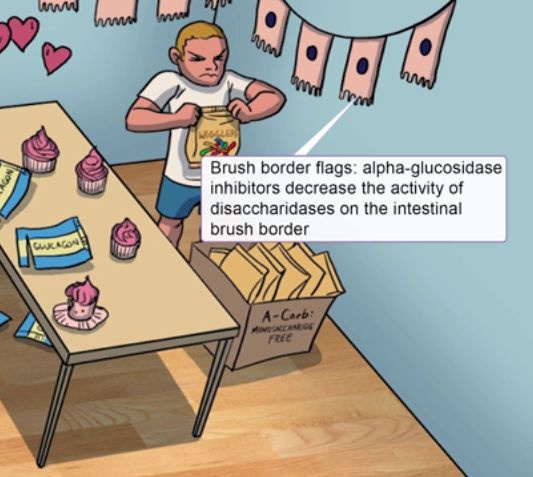 WIGGLERS
Brush border flags: alpha-glucosidase
inhibitors decrease the activity of
disaccharidases on the intestinal
brush border
GLUCAGON
A-Carb:
MONOSACCHARIDE
FREE